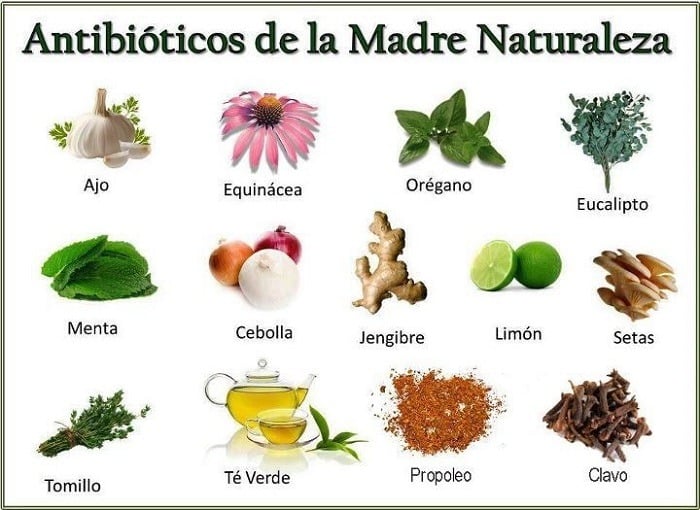 Antibióticos de la Madre Naturaleza
Ajo
Equinácea
Orégano
Eucalipto
Menta
Cebolla
Jengibre
Limón
Setas
Tomillo
Té Verde
Propoleo
Clavo